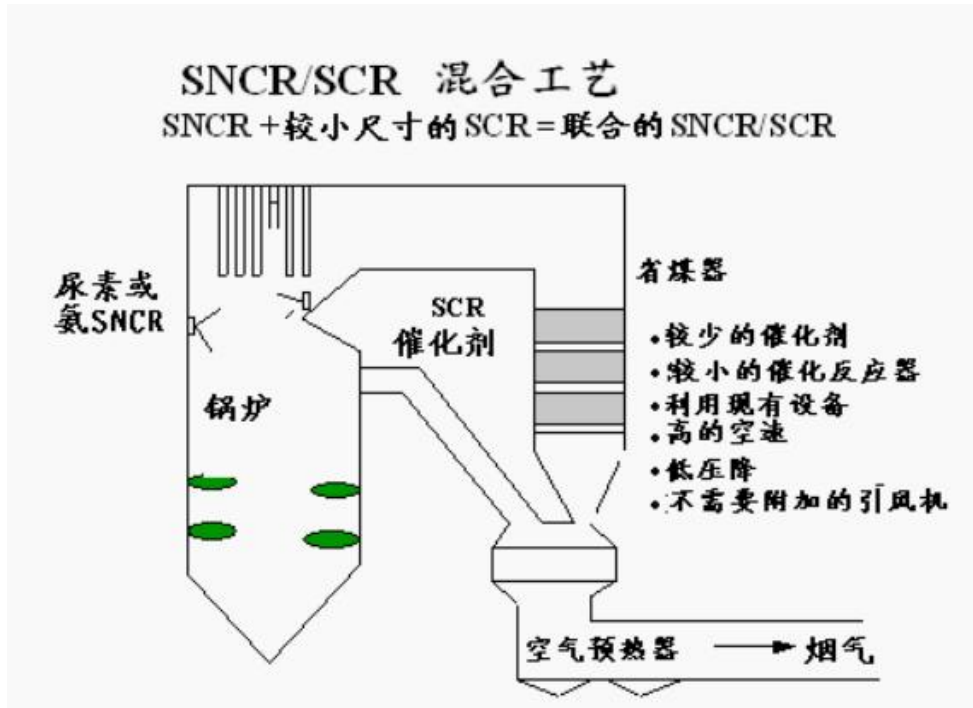 SNCR/SCR 混合工艺
SNCR+较小尺寸的SCR=联合的SNCR/SCR
尿素或
氨SNCR
锅炉
SCR
催化剂
省煤器
•较少的催化剂
•较小的催化反应器
•利用现有设备
•高的空速
•低压降
•不需要附加的引风机
空气预热器
烟气